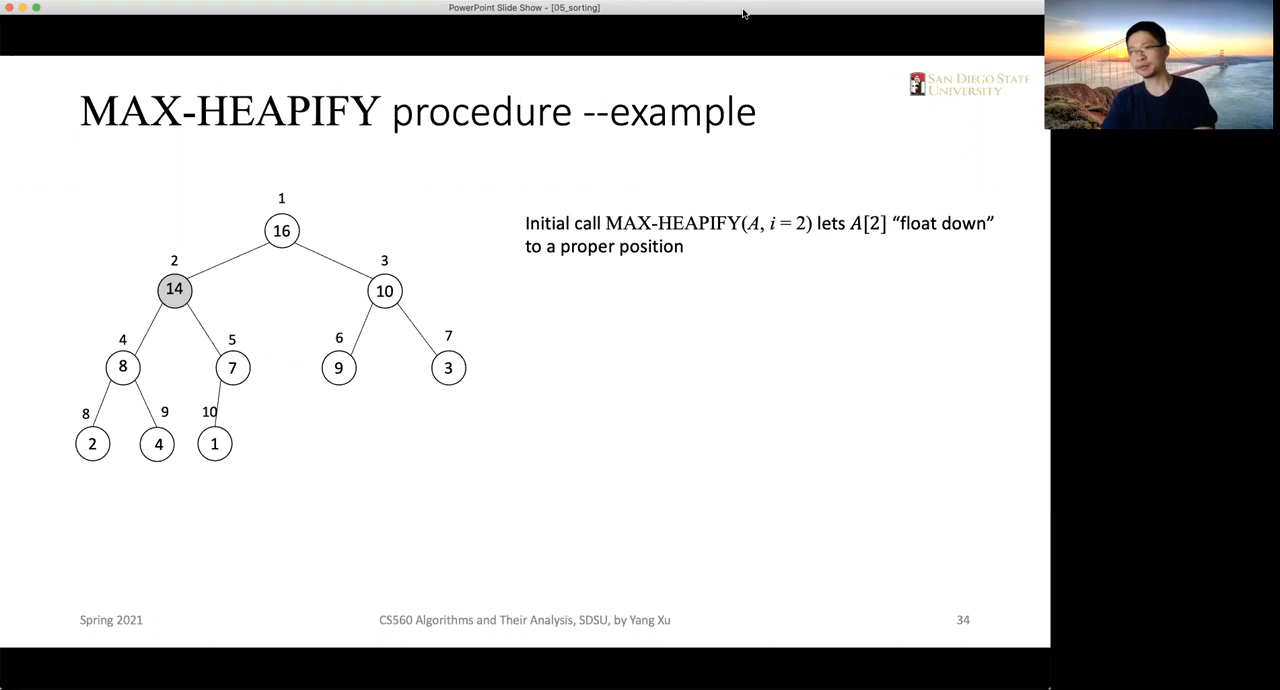 PowerPoint Slide Show - [05_sorting]
SAN DIEGO STATE
UNIVERSITY
MAX-HEAPIFY procedure --example
1
16
Initial call MAX-HEAPIFY(A, i = 2) lets A[2] “float down”
to a proper position
2 3
14 10
4 5 6 7
8 7 9 3
8 9 10
2 4 1
Spring 2021 CS560 Algorithms and Their Analysis, SDSU, by Yang Xu 34